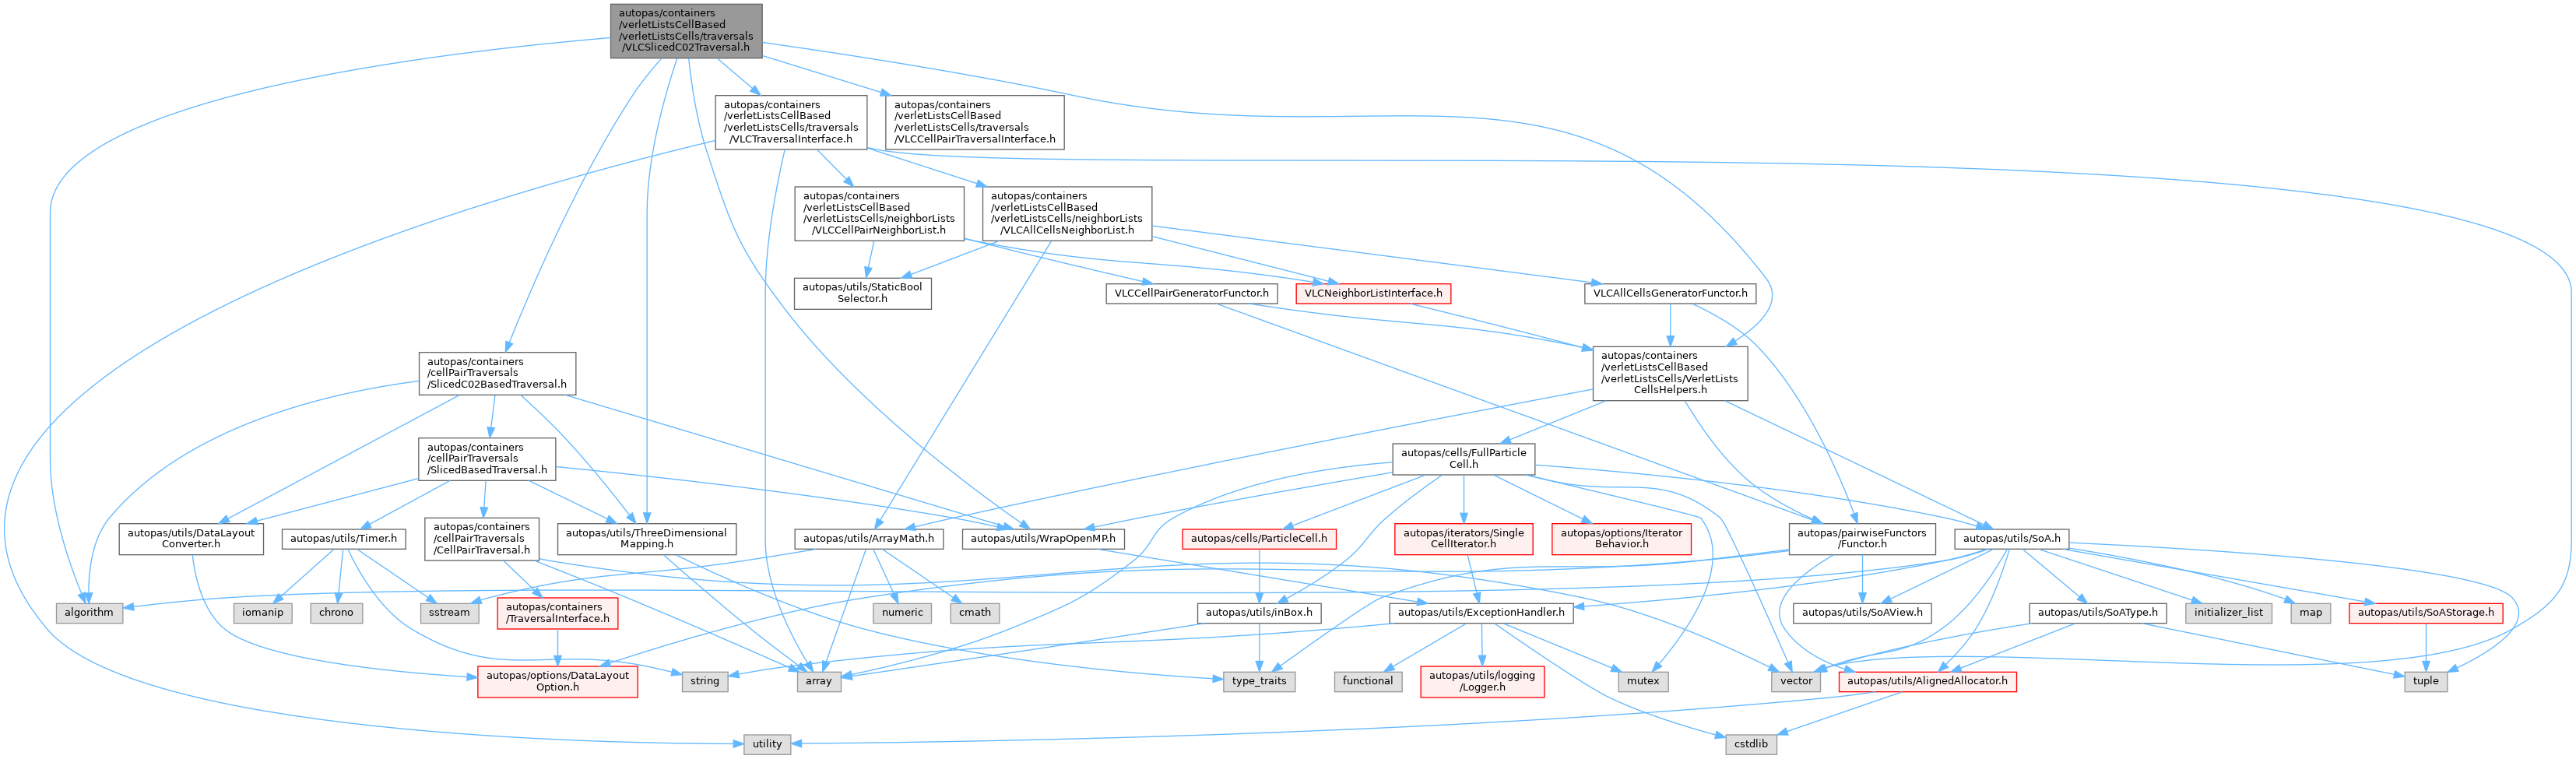 autopas/containers
/verletListsCellBased
/verletListsCells/traversals
/VLCSlicedC02Traversal.h
autopas/containers
/verletListsCellBased
/verletListsCells/traversals
/VLCTraversalInterface.h
autopas/containers
/verletListsCellBased
/verletListsCells/traversals
/VLCCellPairTraversalInterface.h
autopas/containers
/verletListsCellBased
/verletListsCells/neighborLists
/VLCCellPairNeighborList.h
autopas/containers
/verletListsCellBased
/verletListsCells/neighborLists
/VLCAllCellsNeighborList.h
autopas/utils/StaticBool
Selector.h
VLCCellPairGeneratorFunctor.h
VLCNeighborListInterface.h
VLCAllCellsGeneratorFunctor.h
autopas/containers
/cellPairTraversals
/SlicedC02BasedTraversal.h
autopas/containers
/verletListsCellBased
/verletListsCells/VerletLists
CellsHelpers.h
autopas/containers
/cellPairTraversals
/SlicedBasedTraversal.h
autopas/cells/FullParticle
Cell.h
autopas/utils/DataLayout
Converter.h
autopas/utils/Timer.h
autopas/containers
/cellPairTraversals
/CellPairTraversal.h
autopas/utils/ThreeDimensional
Mapping.h
autopas/utils/ArrayMath.h
autopas/utils/WrapOpenMP.h
autopas/cells/ParticleCell.h
autopas/iterators/Single
CellIterator.h
autopas/options/Iterator
Behavior.h
autopas/pairwiseFunctors
/Functor.h
autopas/utils/SoA.h
algorithm
iomanip
chrono
sstream
autopas/containers
/TraversalInterface.h
numeric
cmath
autopas/utils/inBox.h
autopas/utils/ExceptionHandler.h
autopas/utils/SoAView.h
autopas/utils/SoAType.h
initializer_list
map
autopas/utils/SoAStorage.h
autopas/options/DataLayout
Option.h
string
array
type_traits
functional
autopas/utils/logging
/Logger.h
mutex
vector
autopas/utils/AlignedAllocator.h
tuple
utility
cstdlib